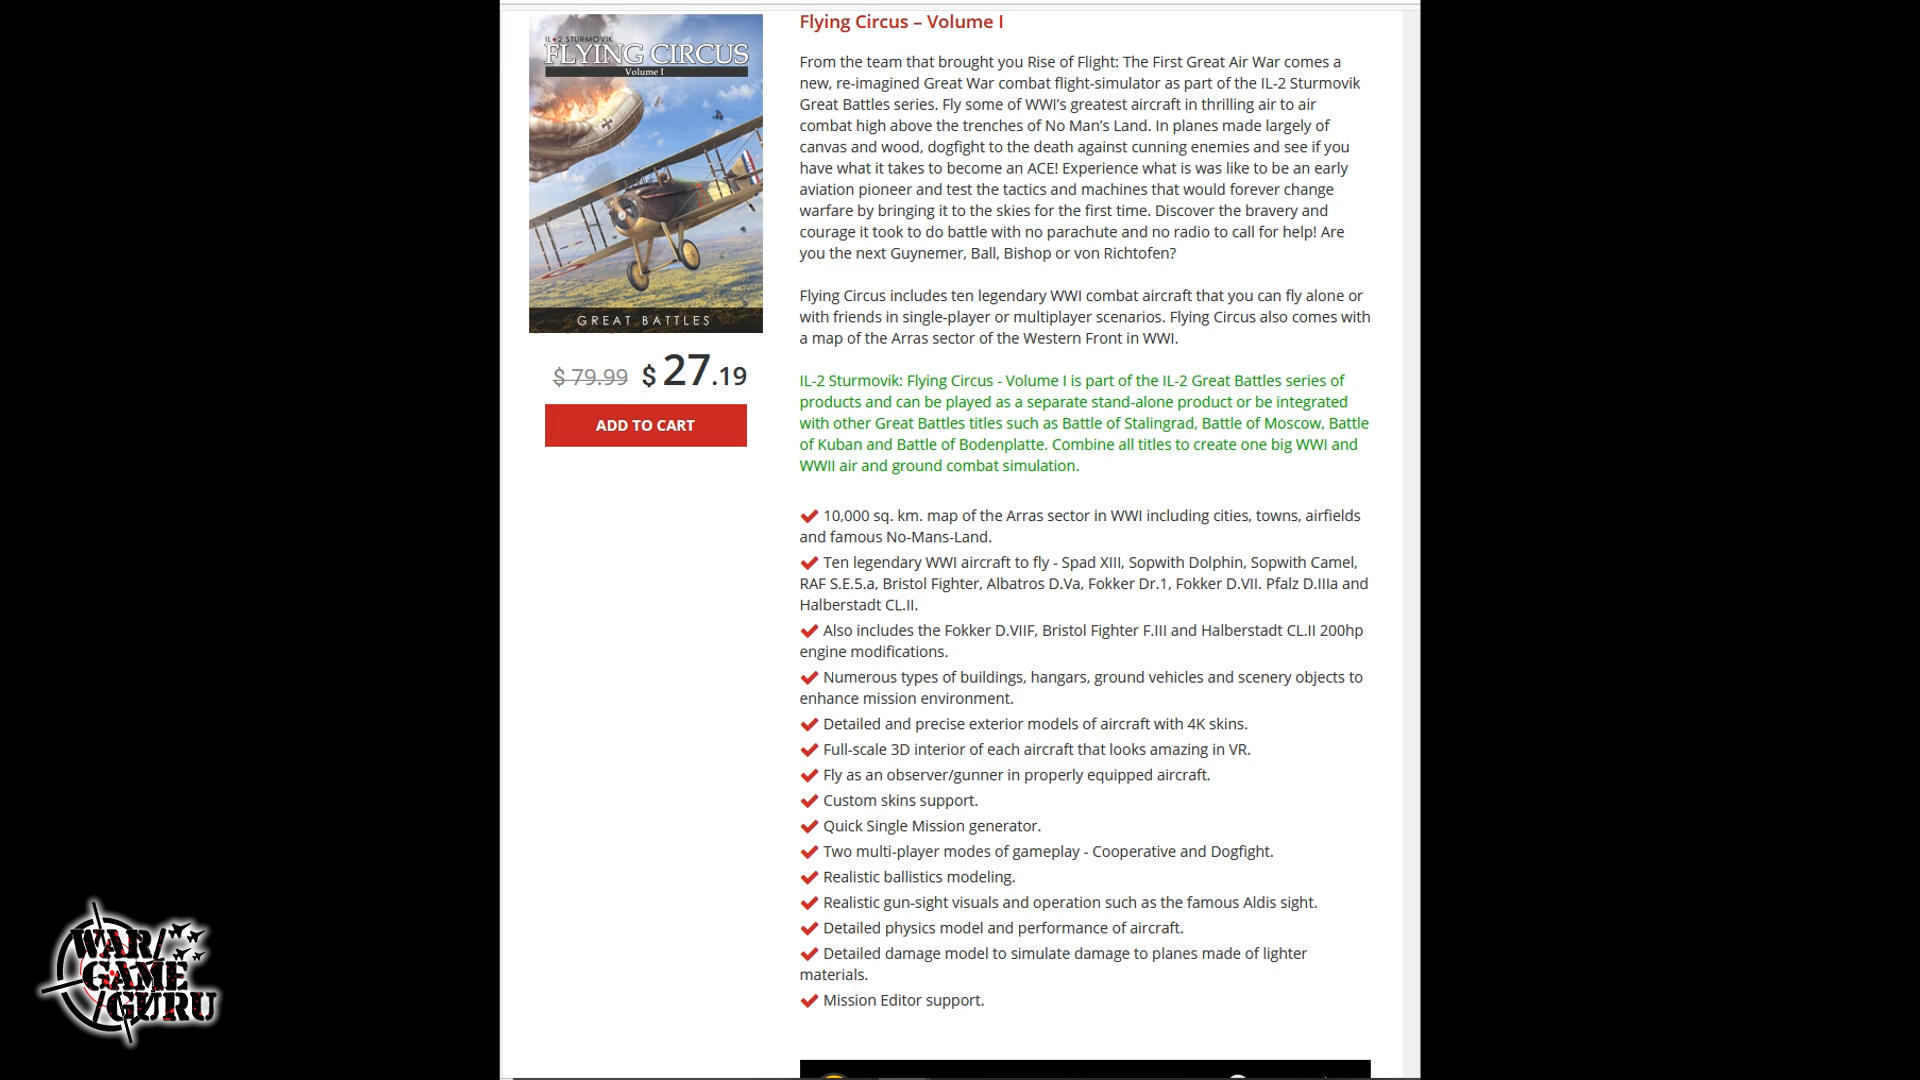 IL★2 STURMOVIK
FLYING CIRCUS
Volume I
GREAT BATTLES
$ 79.99 $ 27.19
ADD TO CART
Flying Circus – Volume I
From the team that brought you Rise of Flight: The First Great Air War comes a
new, re-imagined Great War combat flight-simulator as part of the IL-2 Sturmovik
Great Battles series. Fly some of WWI's greatest aircraft in thrilling air to air
combat high above the trenches of No Man's Land. In planes made largely of
canvas and wood, dogfight to the death against cunning enemies and see if you
have what it takes to become an ACE! Experience what is was like to be an early
aviation pioneer and test the tactics and machines that would forever change
warfare by bringing it to the skies for the first time. Discover the bravery and
courage it took to do battle with no parachute and no radio to call for help! Are
you the next Guynemer, Ball, Bishop or von Richtofen?
Flying Circus includes ten legendary WWI combat aircraft that you can fly alone or
with friends in single-player or multiplayer scenarios. Flying Circus also comes with
a map of the Arras sector of the Western Front in WWI.
IL-2 Sturmovik: Flying Circus - Volume I is part of the IL-2 Great Battles series of
products and can be played as a separate stand-alone product or be integrated
with other Great Battles titles such as Battle of Stalingrad, Battle of Moscow, Battle
of Kuban and Battle of Bodenplatte. Combine all titles to create one big WWI and
WWII air and ground combat simulation.
10,000 sq. km. map of the Arras sector in WWI including cities, towns, airfields
and famous No-Mans-Land.
Ten legendary WWI aircraft to fly - Spad XIII, Sopwith Dolphin, Sopwith Camel,
RAF S.E.5.a, Bristol Fighter, Albatros D.Va, Fokker Dr.1, Fokker D.VII. Pfalz D.IIIa and
Halberstadt CL.II.
Also includes the Fokker D.VIIF, Bristol Fighter F.III and Halberstadt CL.II 200hp
engine modifications.
Numerous types of buildings, hangars, ground vehicles and scenery objects to
enhance mission environment.
Detailed and precise exterior models of aircraft with 4K skins.
Full-scale 3D interior of each aircraft that looks amazing in VR.
Fly as an observer/gunner in properly equipped aircraft.
Custom skins support.
Quick Single Mission generator.
Two multi-player modes of gameplay - Cooperative and Dogfight.
Realistic ballistics modeling.
Realistic gun-sight visuals and operation such as the famous Aldis sight.
Detailed physics model and performance of aircraft.
Detailed damage model to simulate damage to planes made of lighter
materials.
Mission Editor support.
WAR/
GAME
/GURU